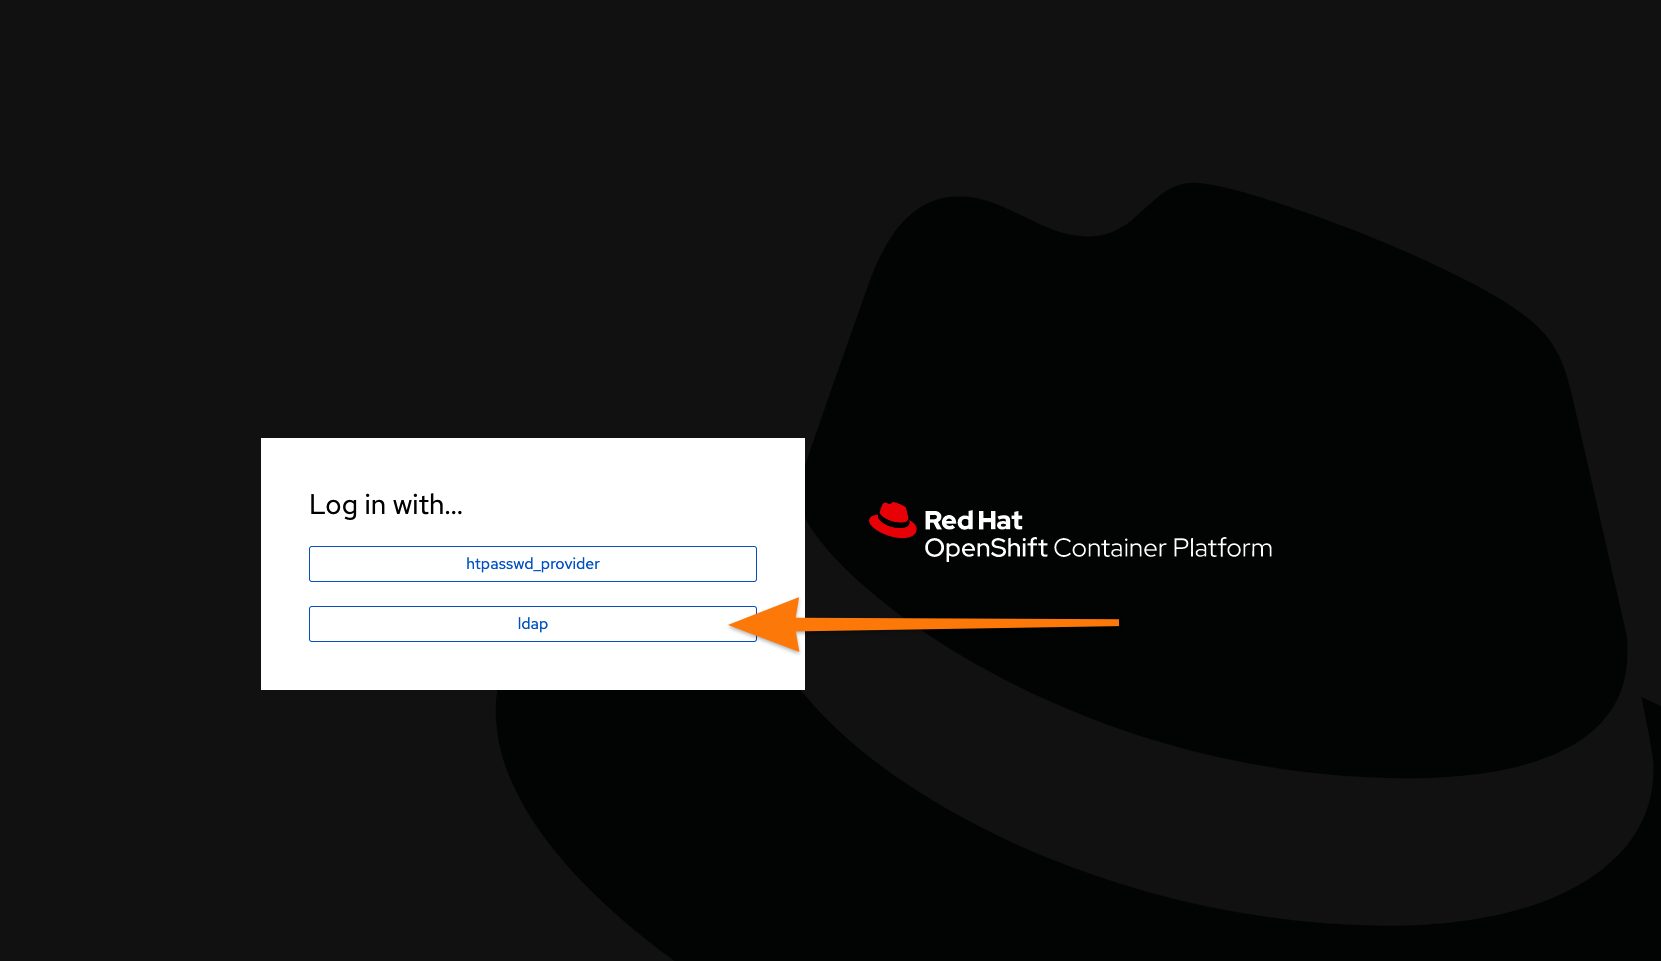 Log in with...
htpasswd_provider
ldap
Red Hat
OpenShift Container Platform